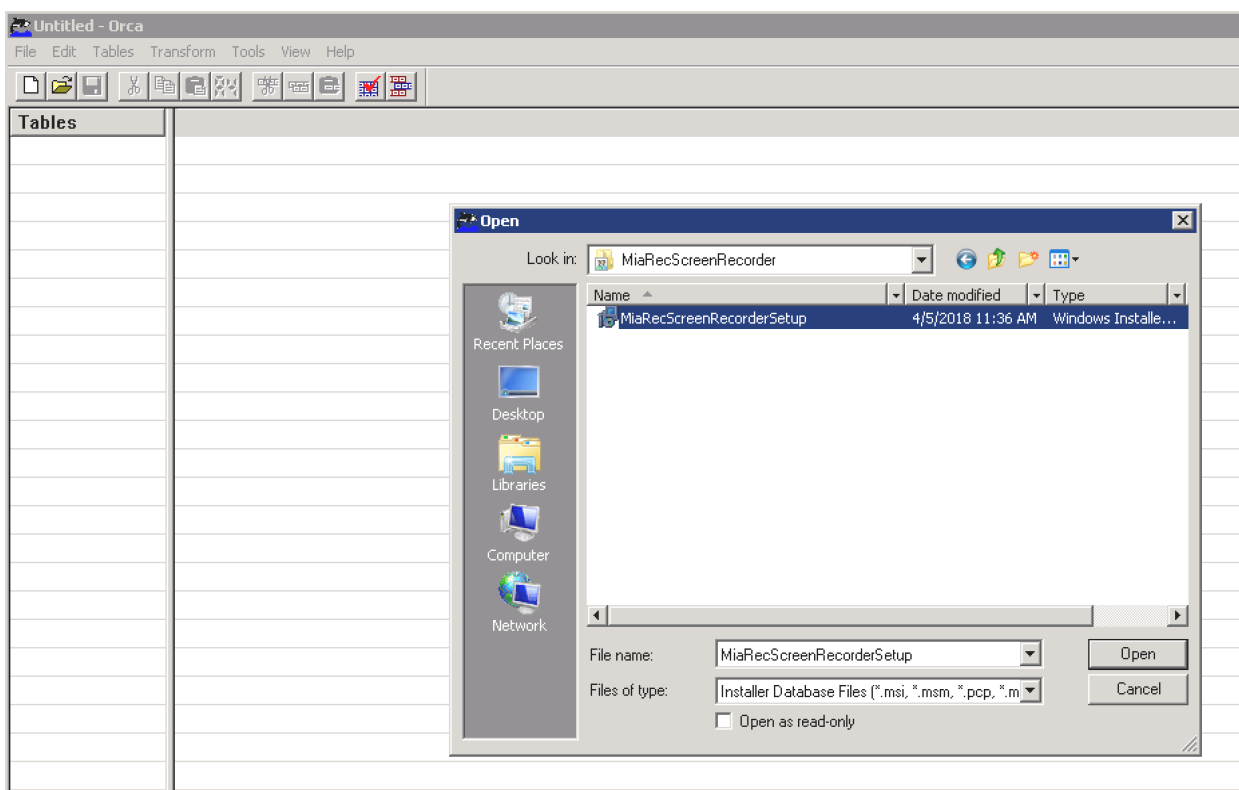 Untitled - Orca
File Edit Tables Transform Tools View Help
Tables
Open
Look in: MiaRecScreenRecorder
Name Date modified Type
MiaRecScreenRecorderSetup 4/5/2018 11:36 AM Windows Installe...
Recent Places
Desktop
Libraries
Computer
Network
File name: MiaRecScreenRecorderSetup Open
Files of type: Installer Database Files (*.msi, *.msm, *.pcp, *.m Cancel
Open as read-only